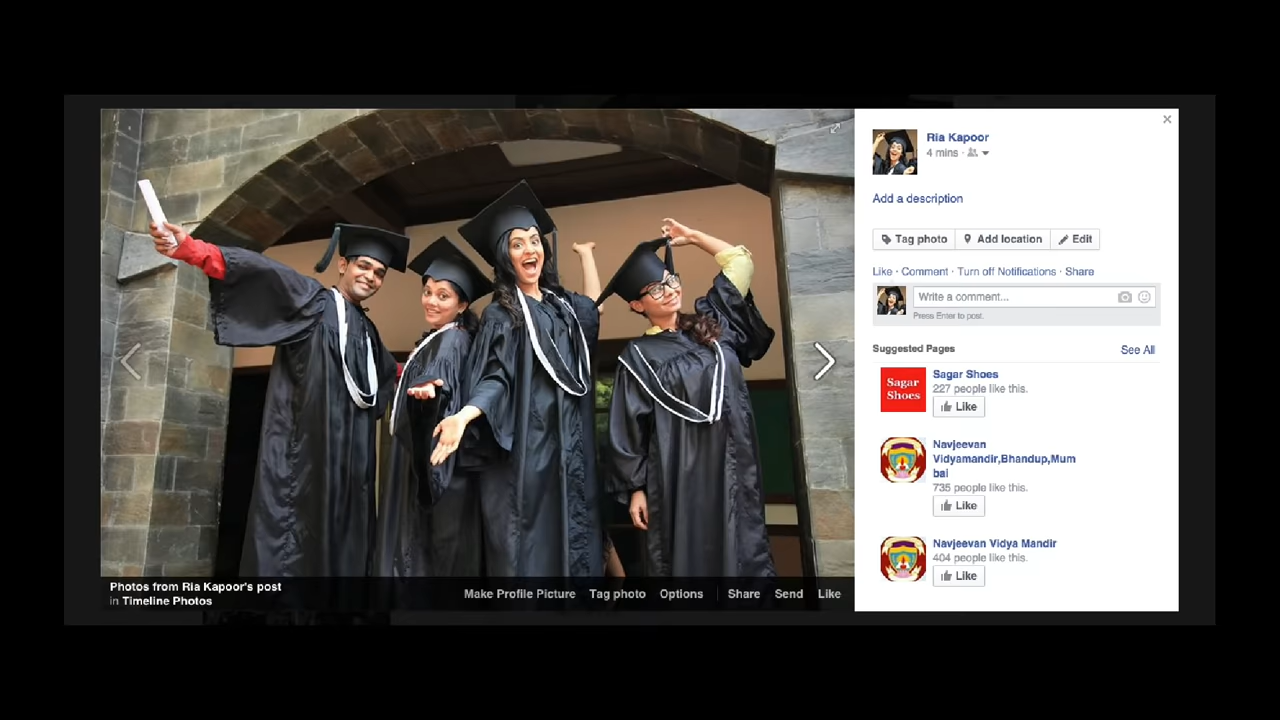 Ria Kapoor
4 mins ·
Add a description
Tag photo
Add location
Edit
Like · Comment · Turn off Notifications · Share
Write a comment...
Press Enter to post.
Suggested Pages
See All
Sagar Shoes
Sagar
Shoes
227 people like this.
Like
Navjeevan
Vidyamandir,Bhandup,Mum
bai
735 people like this.
Like
Navjeevan Vidya Mandir
404 people like this.
Like
Photos from Ria Kapoor's post
in Timeline Photos
Make Profile Picture
Tag photo
Options
Share
Send
Like